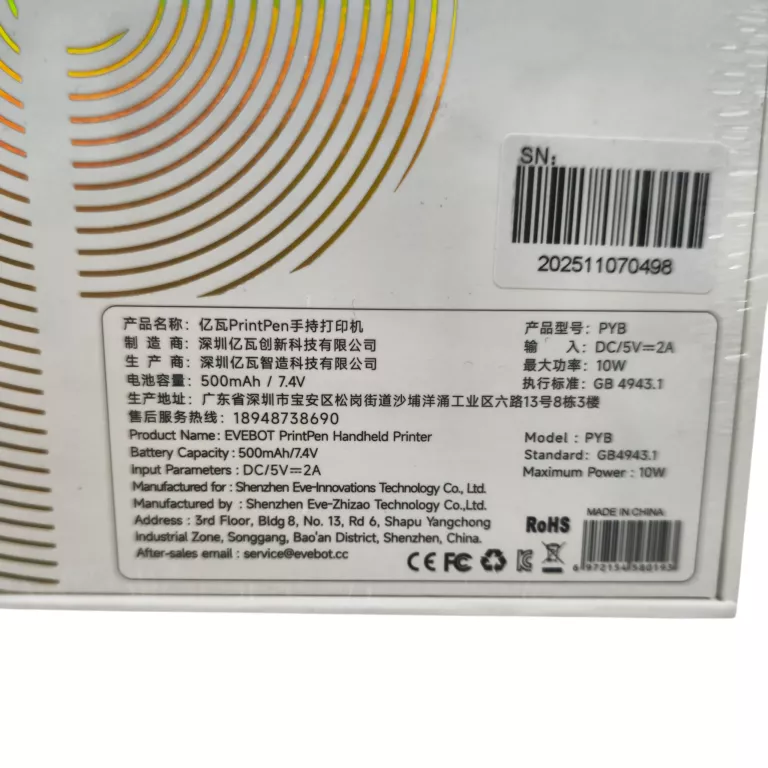 SN:
202511070498
产品名称：亿瓦PrintPen手持打印机
产品型号：PYB
制 造 商：深圳亿瓦创新科技有限公司
输 入：DC/5V⎓2A
生 产 商：深圳亿瓦智造科技有限公司
最大功率：10W
电池容量：500mAh / 7.4V
执行标准：GB 4943.1
生产地址：广东省深圳市宝安区松岗街道沙埔洋涌工业区六路13号8栋3楼
售后服务热线：18948738690
Product Name : EVEBOT PrintPen Handheld Printer
Model : PYB
Battery Capacity : 500mAh/7.4V
Standard: GB4943.1
Input Parameters : DC/5V⎓2A
Maximum Power : 10W
Manufactured for : Shenzhen Eve-Innovations Technology Co., Ltd.
Manufactured by : Shenzhen Eve-Zhizao Technology Co.,Ltd.
Address : 3rd Floor, Bldg 8, No. 13, Rd 6, Shapu Yangchong
Industrial Zone, Songgang, Bao'an District, Shenzhen, China.
After-sales email : service@evebot.cc
CE FC
RoHS
MADE IN CHINA
6 972154 580193